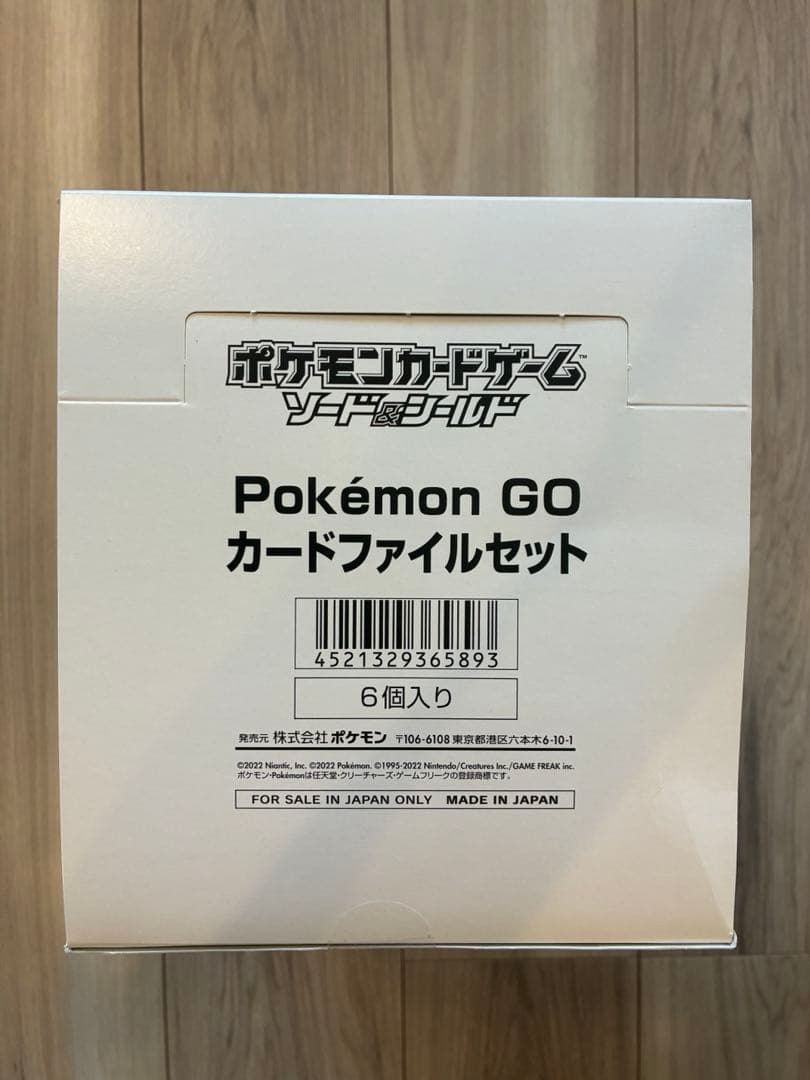 ポケモンカードゲーム™
ソード&シールド
Pokémon GO
カードファイルセット
4521329365893
6個入り
発売元 株式会社 ポケモン 〒106-6108 東京都港区六本木6-10-1
©2022 Niantic, Inc. ©2022 Pokémon. ©1995-2022 Nintendo/Creatures Inc./GAME FREAK inc.
ポケモン・Pokémonは任天堂・クリーチャーズ・ゲームフリークの登録商標です。
FOR SALE IN JAPAN ONLY MADE IN JAPAN